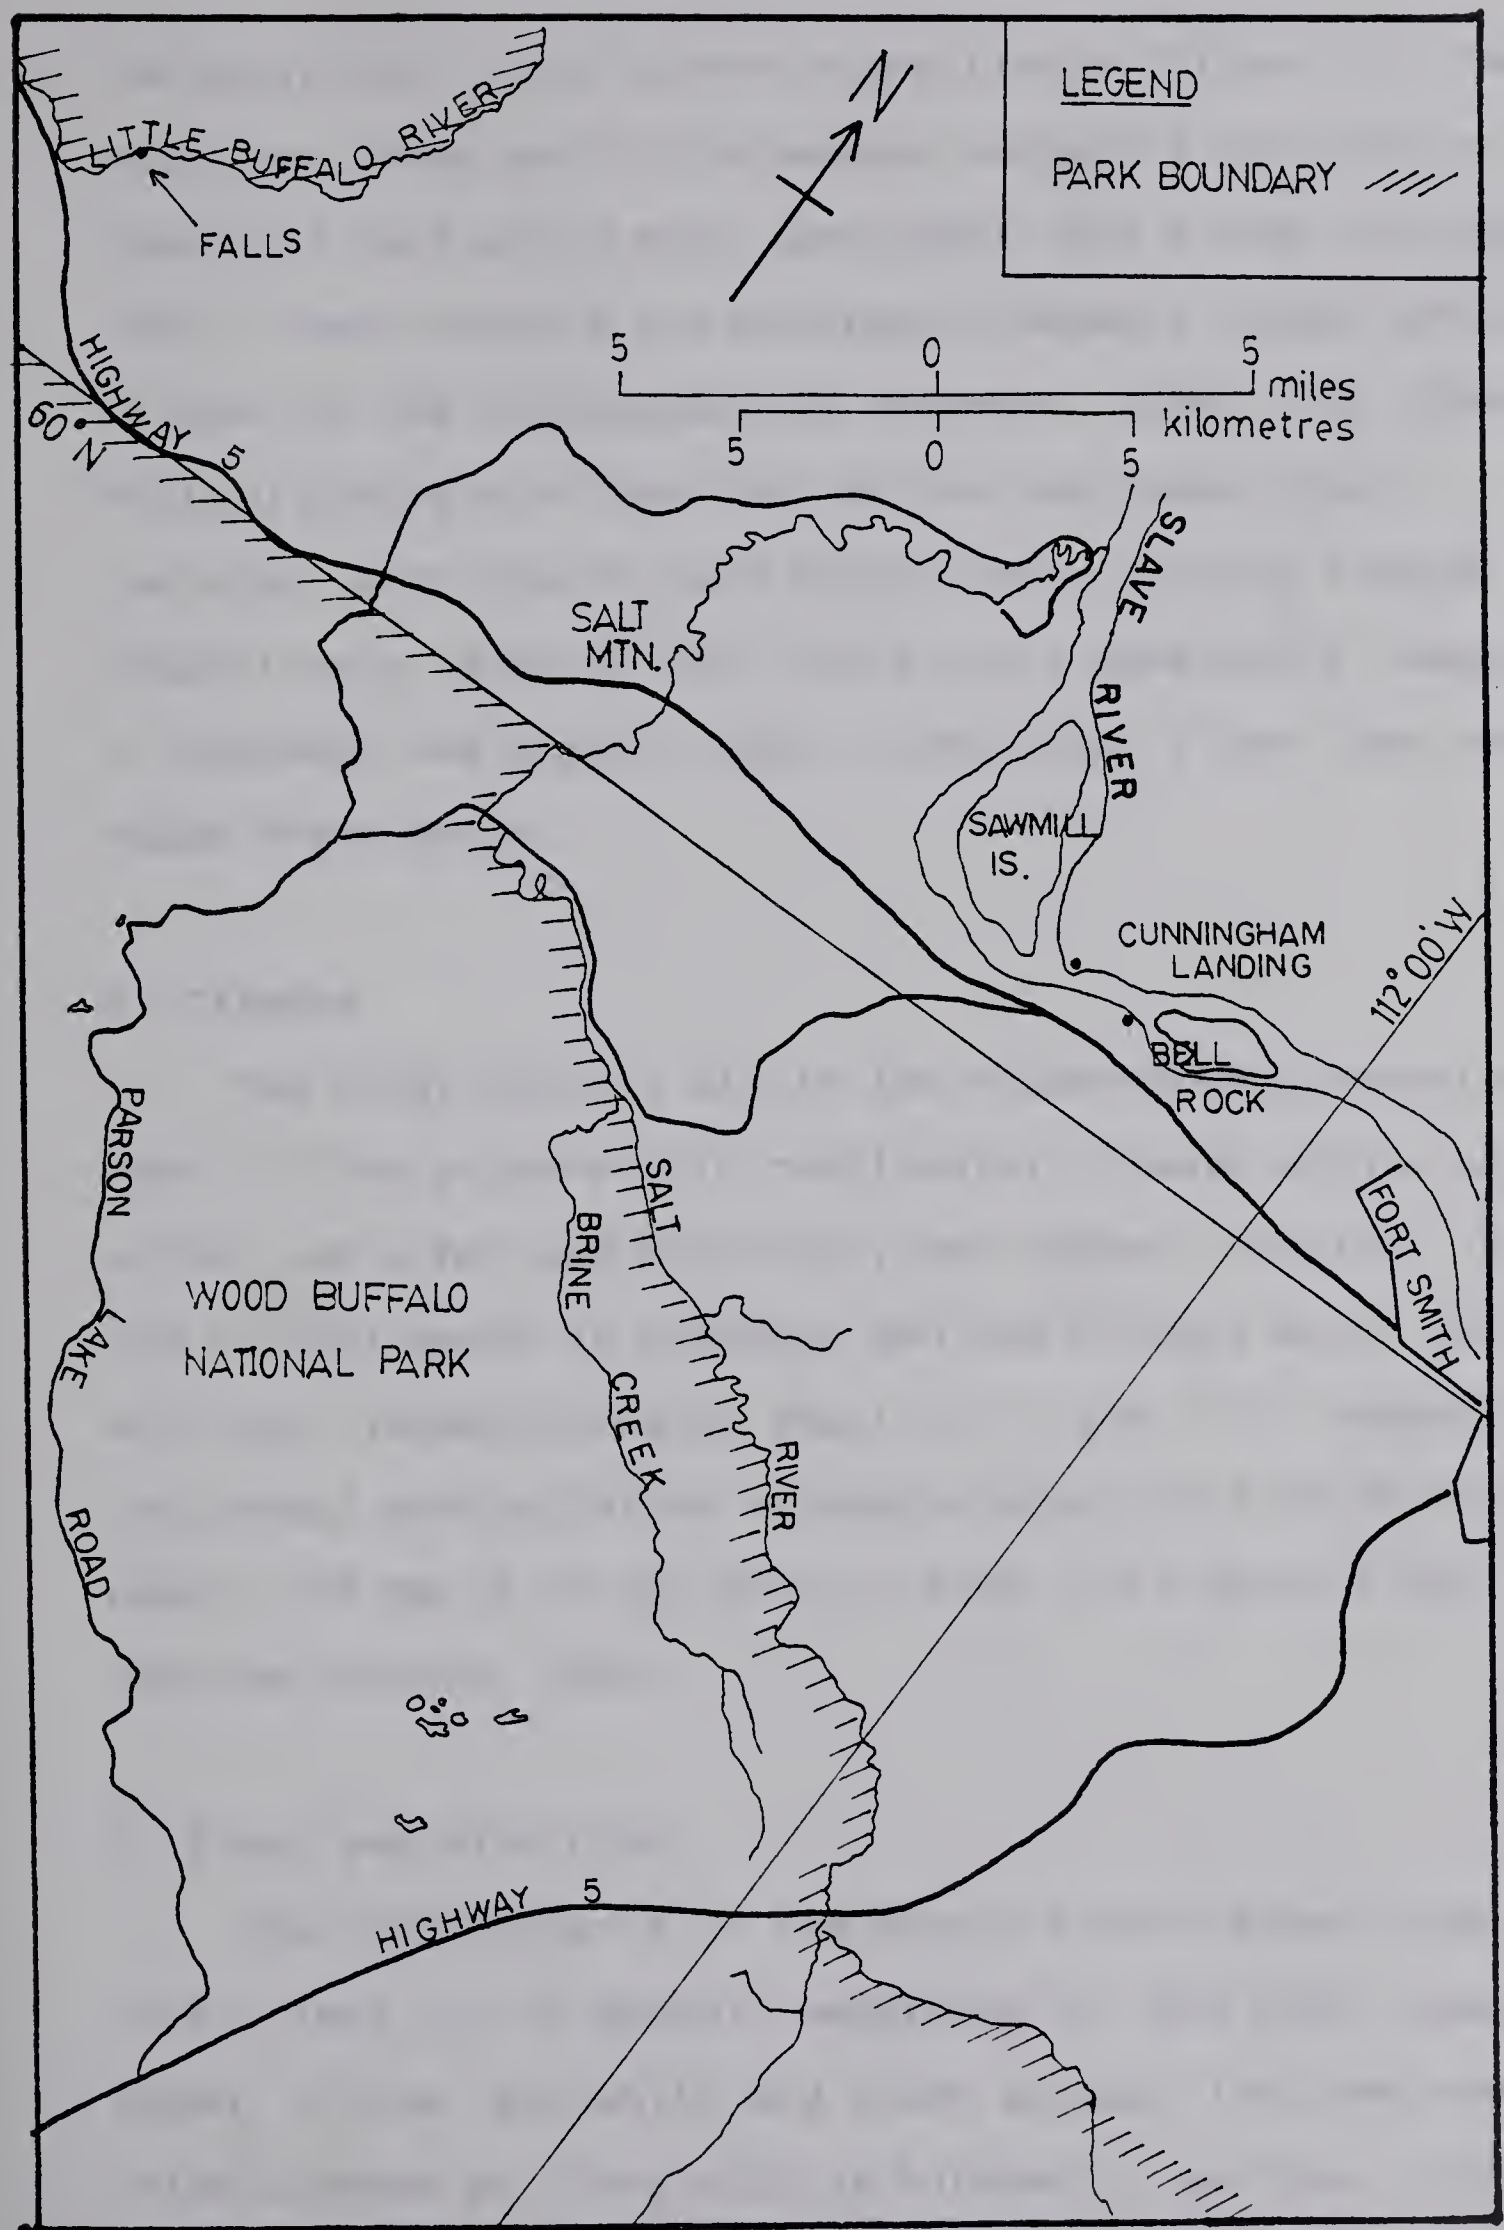 LITTLE BUFFALO RIVER
FALLS
N
LEGEND
PARK BOUNDARY
5 0 5 miles
5 0 5 kilometres
HIGHWAY 5
60° N
SALT
MTN.
SLAVE RIVER
SAWMILL
IS.
CUNNINGHAM
LANDING
112° 00' W
BELL
ROCK
FORT SMITH
PARSON LAKE ROAD
WOOD BUFFALO
NATIONAL PARK
BRINE CREEK
SALT RIVER
HIGHWAY 5